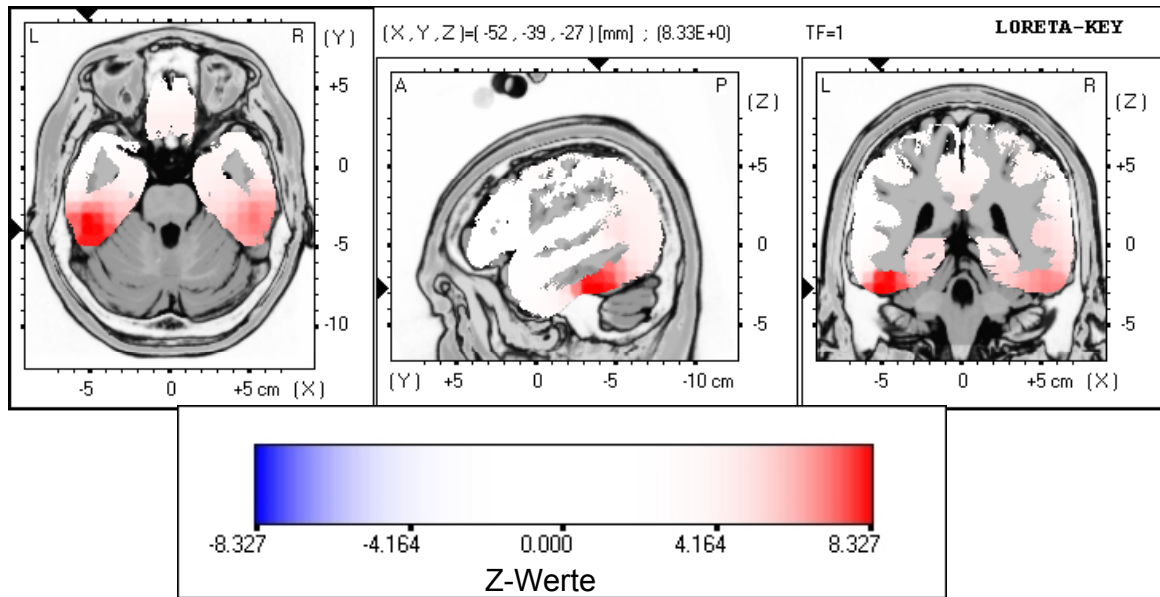 L R (Y) (X,Y,Z)=(-52,-39,-27)[mm] ; (8.33E+0) TF=1 LORETA-KEY
A P (Z) L R (Z)
+5 +5 +5
0
0 0
-5
-5 -5
-10
(Y) +5 0 -5 -10 cm -5 0 +5 cm (X)
-5 0 +5 cm (X)
-8.327 -4.164 0.000 4.164 8.327
Z-Werte